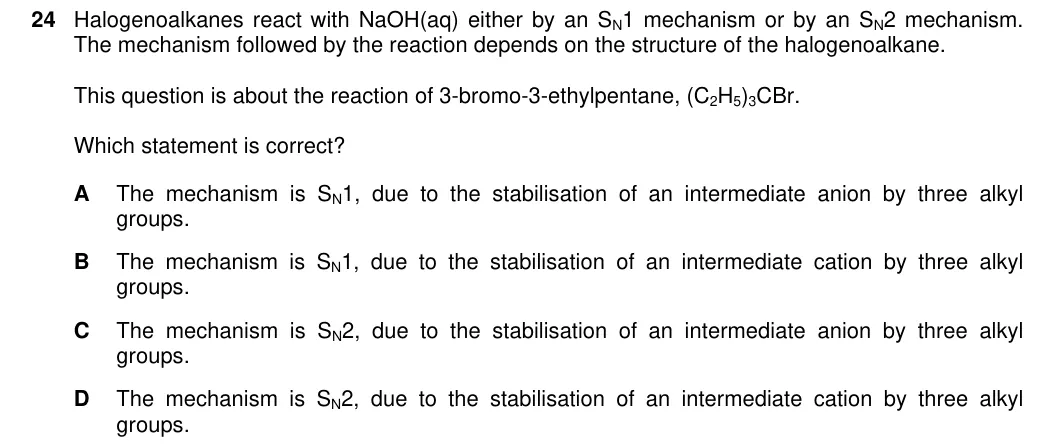 24 Halogenoalkanes react with NaOH(aq) either by an SN1 mechanism or by an SN2 mechanism.
The mechanism followed by the reaction depends on the structure of the halogenoalkane.
This question is about the reaction of 3-bromo-3-ethylpentane, (C2H5)3CBr.
Which statement is correct?
A The mechanism is SN1, due to the stabilisation of an intermediate anion by three alkyl
groups.
B The mechanism is SN1, due to the stabilisation of an intermediate cation by three alkyl
groups.
C The mechanism is SN2, due to the stabilisation of an intermediate anion by three alkyl
groups.
D The mechanism is SN2, due to the stabilisation of an intermediate cation by three alkyl
groups.